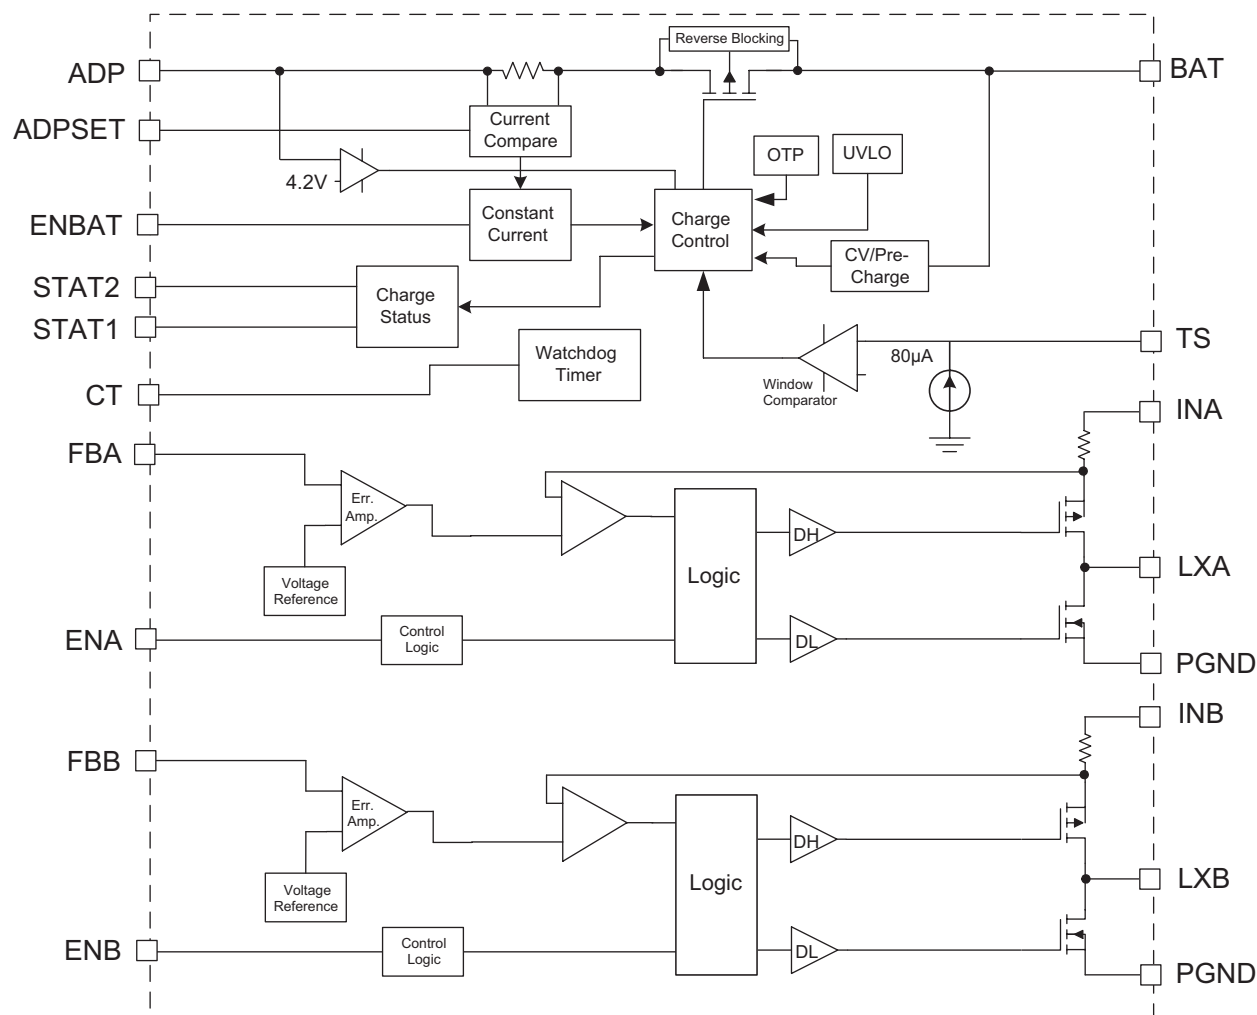 Reverse Blocking
ADP
BAT
ADPSET
Current
Compare
4.2V
OTP
UVLO
ENBAT
Constant
Current
Charge
Control
CV/Pre-
Charge
STAT2
STAT1
Charge
Status
Watchdog
Timer
CT
Window
Comparator
80µA
TS
INA
FBA
Err.
Amp.
Voltage
Reference
Logic
DH
LXA
ENA
Control
Logic
DL
PGND
INB
FBB
Err.
Amp.
Voltage
Reference
Logic
DH
LXB
ENB
Control
Logic
DL
PGND